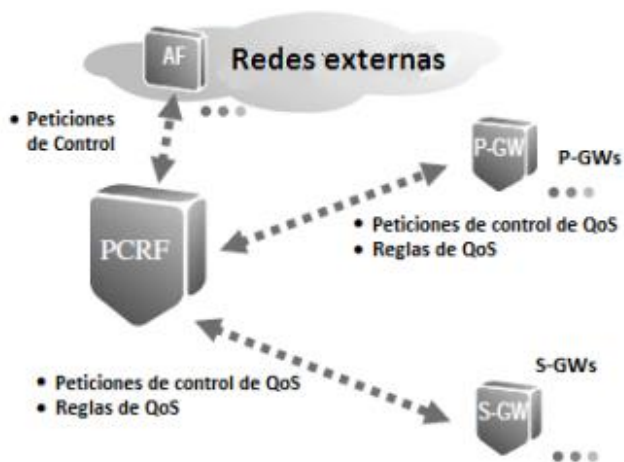 AF
Redes externas
• Peticiones
de Control
P-GW
P-GWs
PCRF
• Peticiones de control de QoS
• Reglas de QoS
S-GWs
• Peticiones de control de QoS
• Reglas de QoS
S-GW